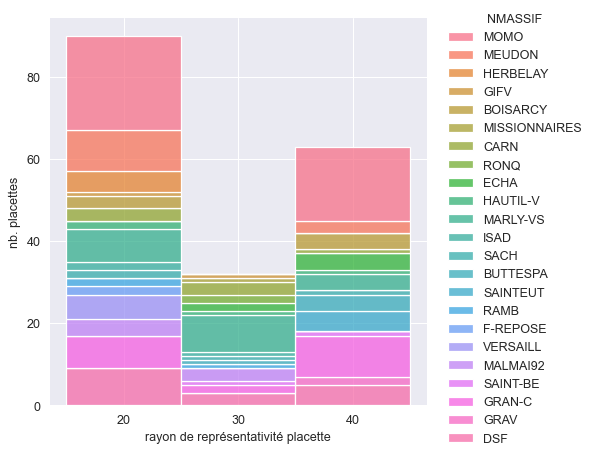 NMASSIF
MOMO
MEUDON
HERBELAY
GIFV
BOISARCY
MISSIONNAIRES
CARN
RONQ
ECHA
HAUTIL-V
MARLY-VS
ISAD
SACH
BUTTESPA
SAINTEUT
RAMB
F-REPOSE
VERSAILL
MALMAI92
SAINT-BE
GRAN-C
GRAV
DSF
nb. placettes
80
60
40
20
0
20 30 40
rayon de représentativité placette